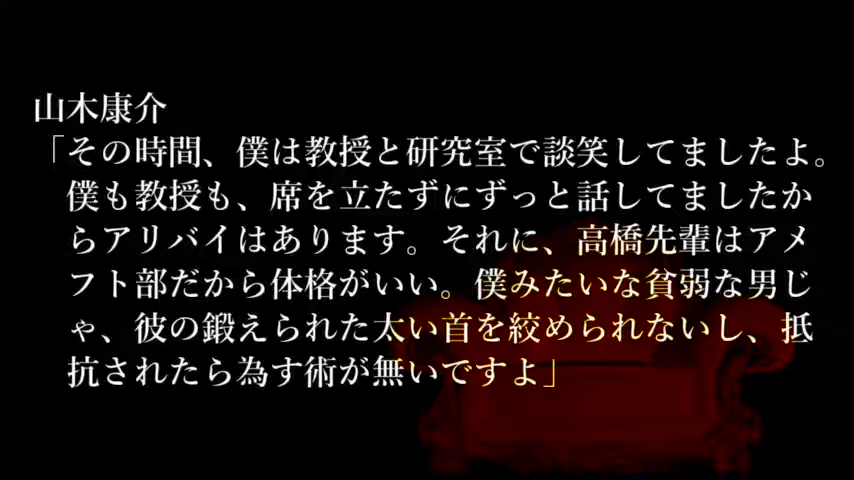 山木康介
「その時間、僕は教授と研究室で談笑してましたよ。
僕も教授も、席を立たずにずっと話してましたか
らアリバイはあります。それに、高橋先輩はアメ
フト部だから体格がいい。僕みたいな貧弱な男じ
ゃ、彼の鍛えられた太い首を絞められないし、抵
抗されたら為す術が無いですよ」